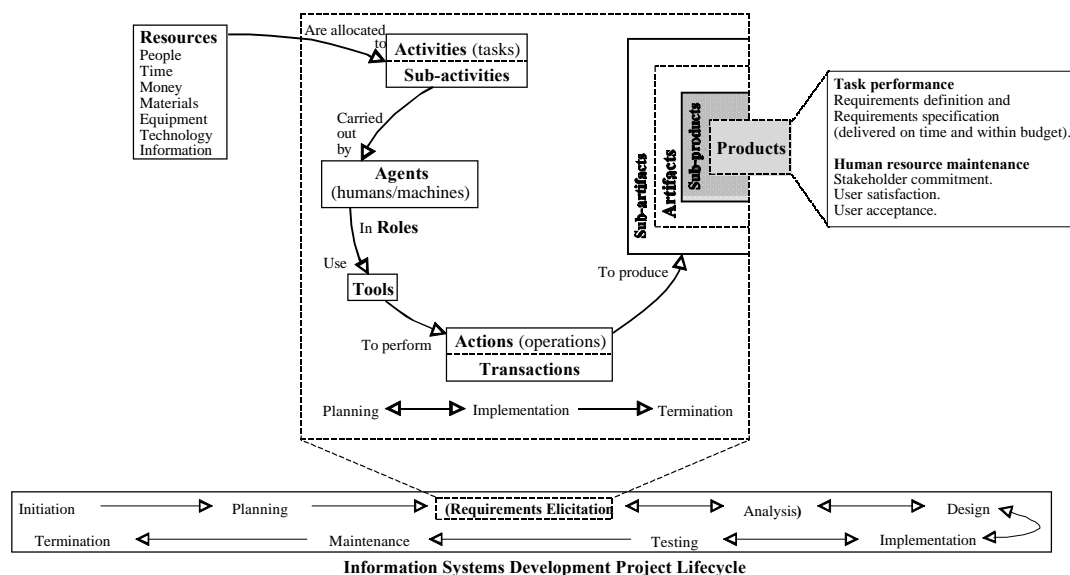 Resources
People
Time
Money
Materials
Equipment
Technology
Information
Are allocated
to
Activities (tasks)
Sub-activities
Carried
out
by
Agents
(humans/machines)
In Roles
Use
Tools
To perform
Actions (operations)
Transactions
To produce
Sub-artifacts
Artifacts
Sub-products
Products
Task performance
Requirements definition and
Requirements specification
(delivered on time and within budget).
Human resource maintenance
Stakeholder commitment.
User satisfaction.
User acceptance.
Planning
Implementation
Termination
Initiation
Planning
(Requirements Elicitation
Analysis)
Design
Termination
Maintenance
Testing
Implementation
Information Systems Development Project Lifecycle